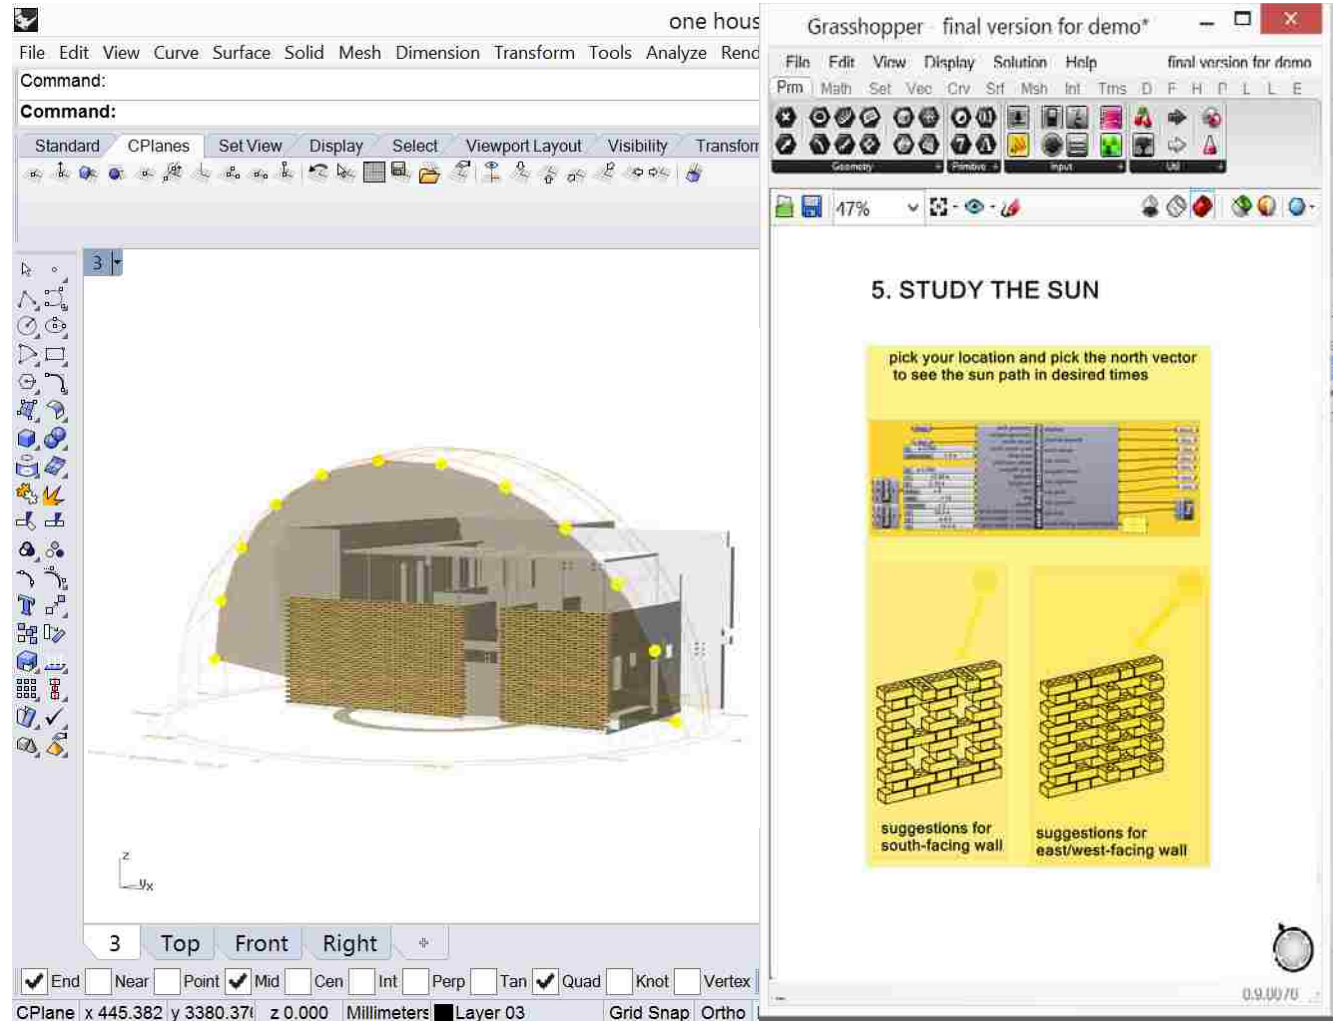 one hous
File Edit View Curve Surface Solid Mesh Dimension Transform Tools Analyze Rend
Command:
Command:
Standard CPlanes Set View Display Select Viewport Layout Visibility Transfor
3
z
y x
3 Top Front Right
End Near Point Mid Cen Int Perp Tan Quad Knot Vertex
CPlane x 445.382 y 3380.376 z 0.000 Millimeters Layer 03 Grid Snap Ortho
Grasshopper - final version for demo*
File Edit View Display Solution Help final version for demo
Prm Math Set Vec Crv Srf Msh Int Trns D F H P L L E
Geometry Primitive Input Util
47%
5. STUDY THE SUN
pick your location and pick the north vector
to see the sun path in desired times
suggestions for
south-facing wall
suggestions for
east/west-facing wall
0.9.0076